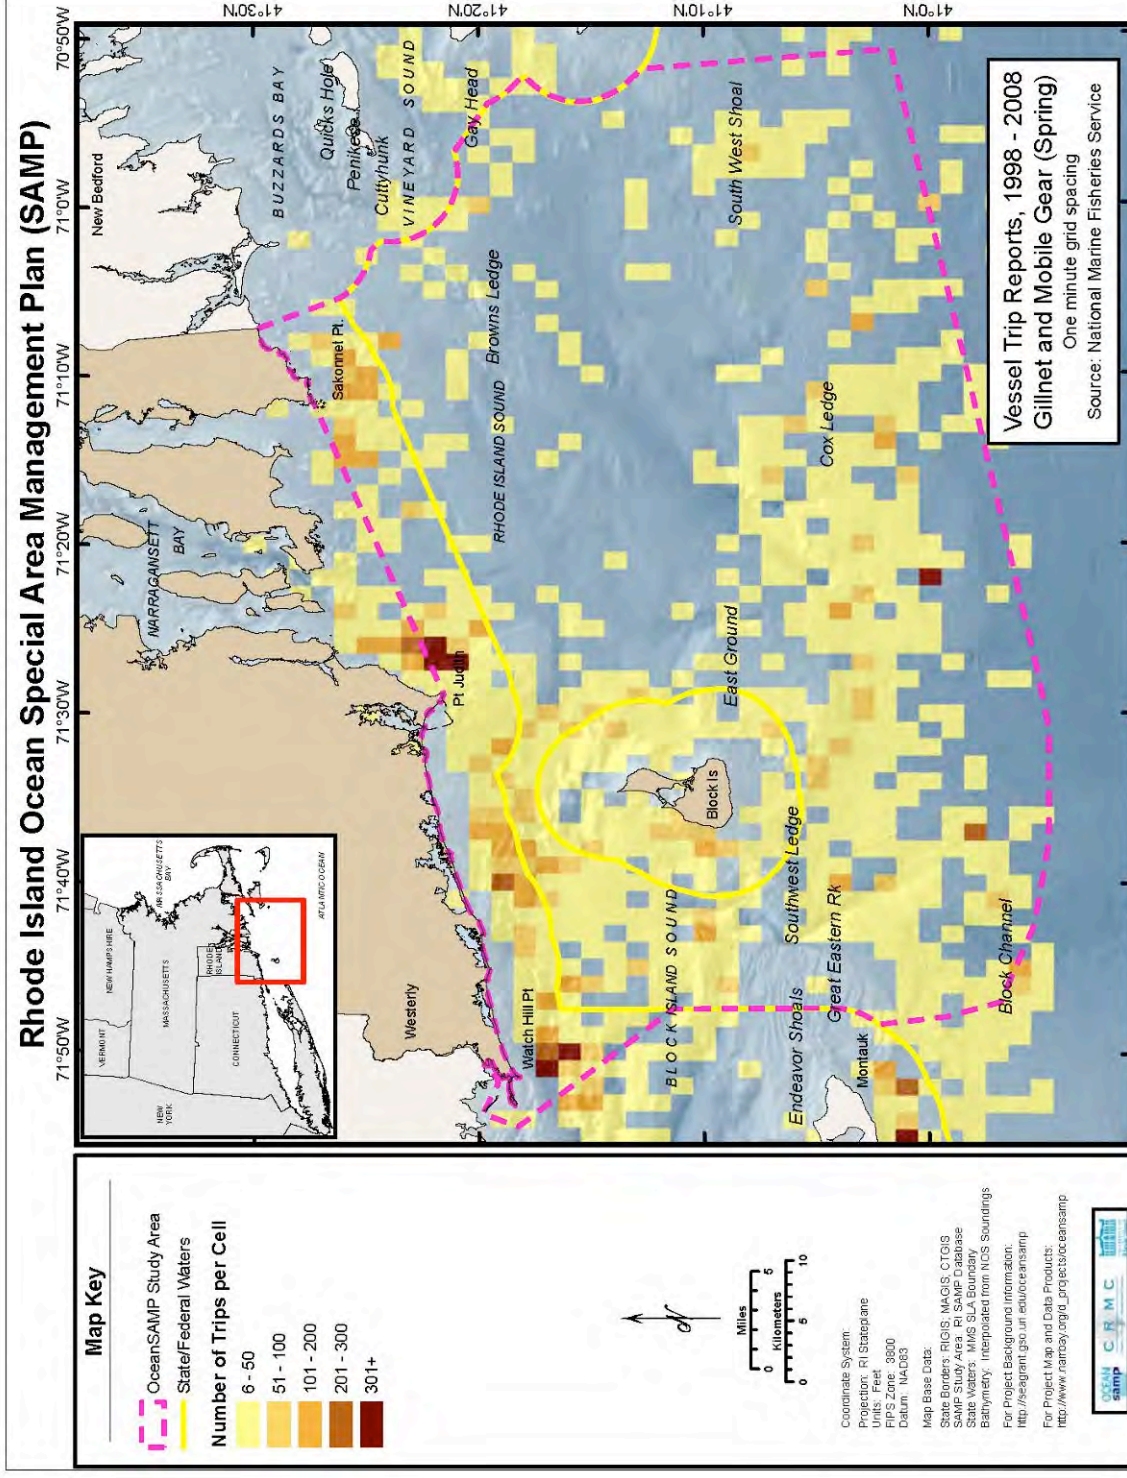 Rhode Island Ocean Special Area Management Plan (SAMP)
71°50'W
71°40'W
71°30'W
71°20'W
71°10'W
71°0'W
70°50'W
41°30'N
41°20'N
41°10'N
41°0'N
VERMONT
NEW HAMPSHIRE
MASSACHUSETTS
BAY
MASSACHUSETTS
NEW
YORK
CONNECTICUT
RHODE
ISLAND
ATLANTIC OCEAN
New Bedford
NARRAGANSETT
BAY
BUZZARDS BAY
Quicks Hole
Penikese
Cuttyhunk
VINEYARD SOUND
Gay Head
Sakonnet Pt.
Westerly
Pt Judith
Watch Hill Pt
RHODE ISLAND SOUND
Browns Ledge
BLOCK ISLAND SOUND
Block Is
East Ground
South West Shoal
Endeavor Shoals
Southwest Ledge
Cox Ledge
Great Eastern Rk
Montauk
Block Channel
Vessel Trip Reports, 1998 - 2008
Gillnet and Mobile Gear (Spring)
One minute grid spacing
Source: National Marine Fisheries Service
Map Key
OceanSAMP Study Area
State/Federal Waters
Number of Trips per Cell
6 - 50
51 - 100
101 - 200
201 - 300
301+
N
Miles
0 5
Kilometers
0 5 10
Coordinate System:
Projection: RI Stateplane
Units: Feet
FIPS Zone: 3800
Datum: NAD83
Map Base Data:
State Borders: RIGIS, MAGIS, CTGIS
SAMP Study Area: RI SAMP Database
State Waters: MMS SLA Boundary
Bathymetry: Interpolated from NOS Soundings
For Project Background Information:
http://seagrant.gso.uri.edu/oceansamp
For Project Map and Data Products:
http://www.narrbay.org/d_projects/oceansamp
OCEAN
samp
CRMC